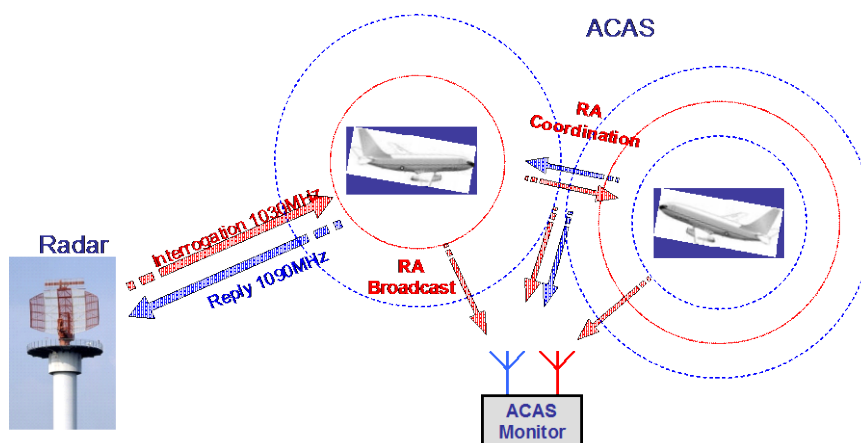 ACAS
RA
Coordination
Radar
Interrogation 1030MHz
Reply 1090MHz
RA
Broadcast
ACAS
Monitor